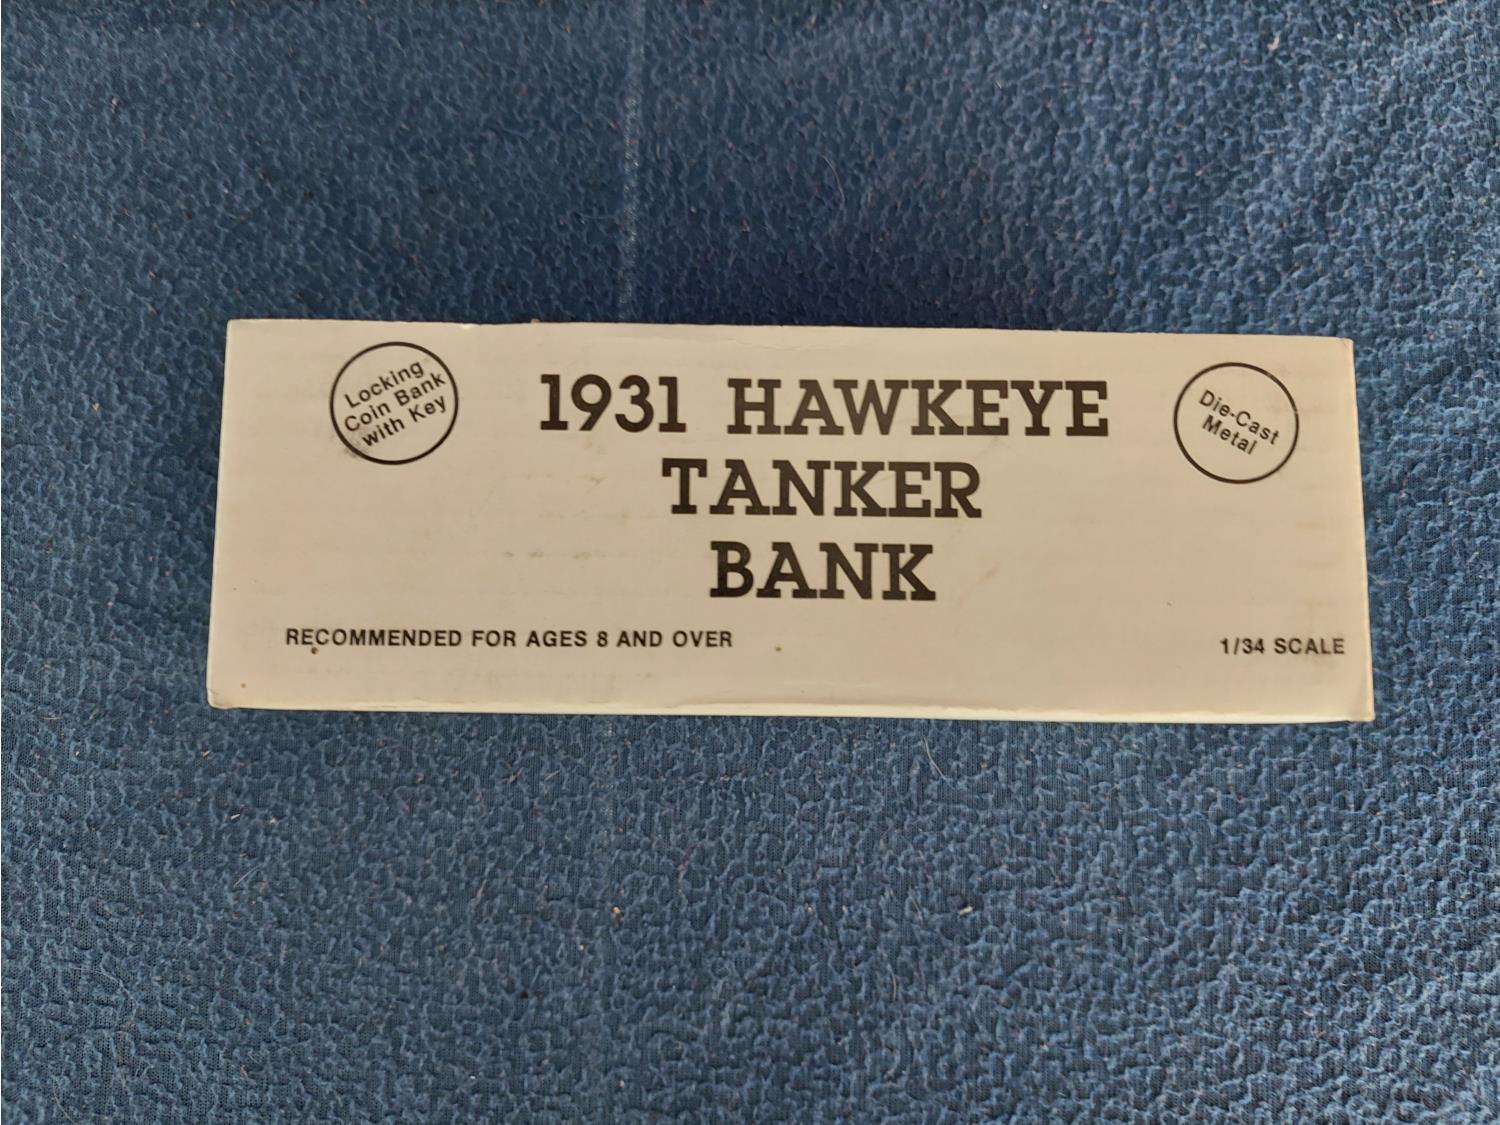 Locking
Coin Bank
with Key
1931 HAWKEYE
TANKER
BANK
Die-Cast
Metal
RECOMMENDED FOR AGES 8 AND OVER
1/34 SCALE